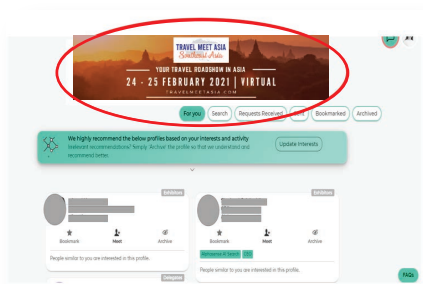 TRAVEL MEET ASIA
Southeast Asia
YOUR TRAVEL ROADSHOW IN ASIA
24 - 25 FEBRUARY 2021 | VIRTUAL
TRAVELMEETASIA.COM
For you
Search
Requests Received
Bookmarked
Archived
We highly recommend the below profiles based on your interests and activity
Irrelevant recommendations? Simply 'Archive' the profile so that we understand and
recommend better.
Update Interests
Exhibitors
Exhibitors
Bookmark
Meet
Archive
Bookmark
Meet
Archive
CEO
People similar to you are interested in this profile.
People similar to you are interested in this profile.
FAQs